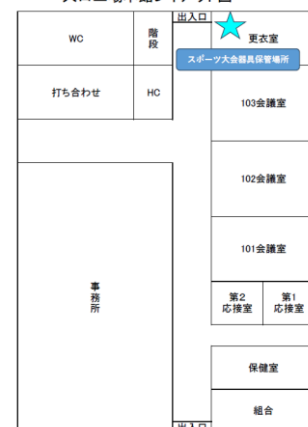 出入口
WC
階段
更衣室
スポーツ大会器具保管場所
打ち合わせ
HC
103会議室
102会議室
101会議室
事務所
第2応接室
第1応接室
保健室
組合
出入口